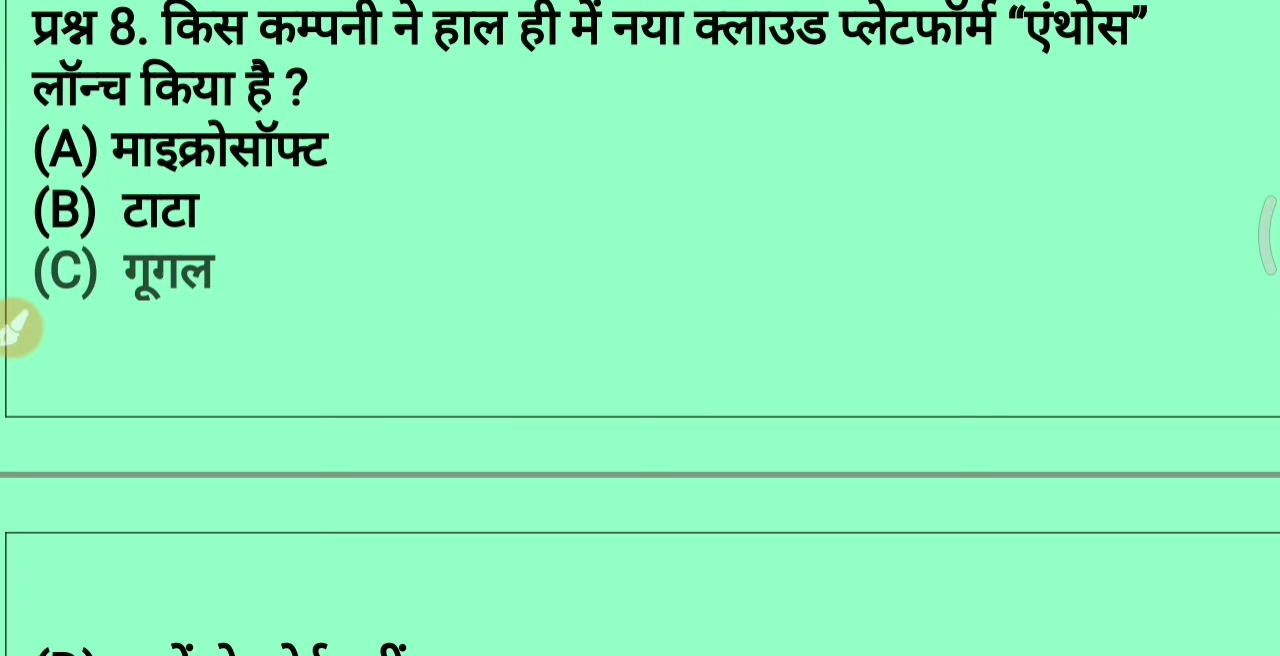 प्रश्न 8. किस कम्पनी ने हाल ही में नया क्लाउड प्लेटफॉर्म “एंथोस”
लॉन्च किया है ?
(A) माइक्रोसॉफ्ट
(B) टाटा
(C) गूगल